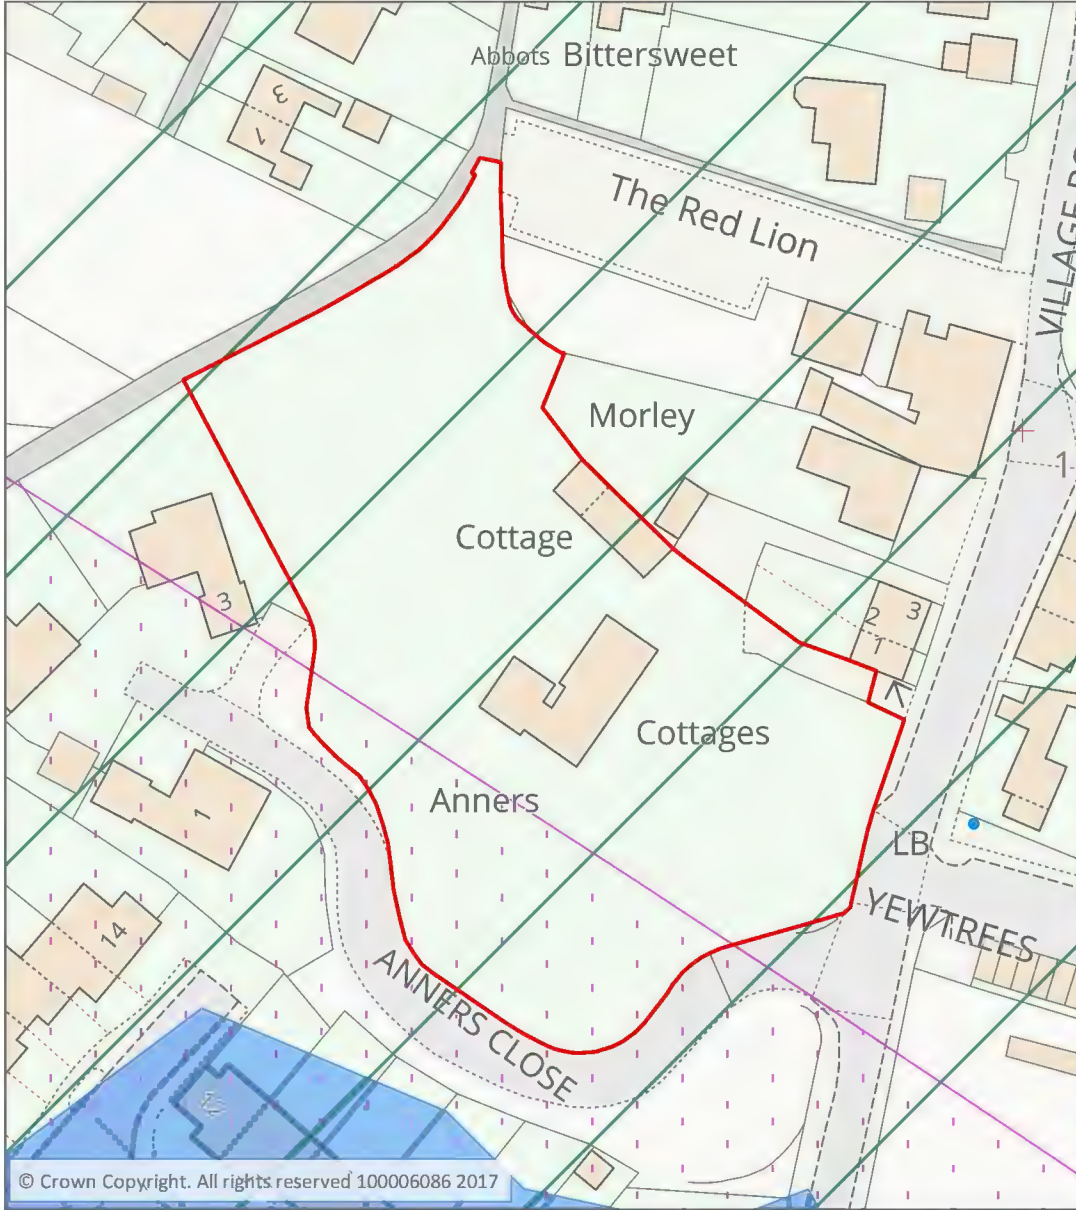 Abbots Bittersweet
3
1
The Red Lion
VILLAGE
Morley
1
Cottage
3
2 3
1
Cottages
Anners
1
LB
YEWTREES
14
ANNERS CLOSE
12
© Crown Copyright. All rights reserved 100006086 2017